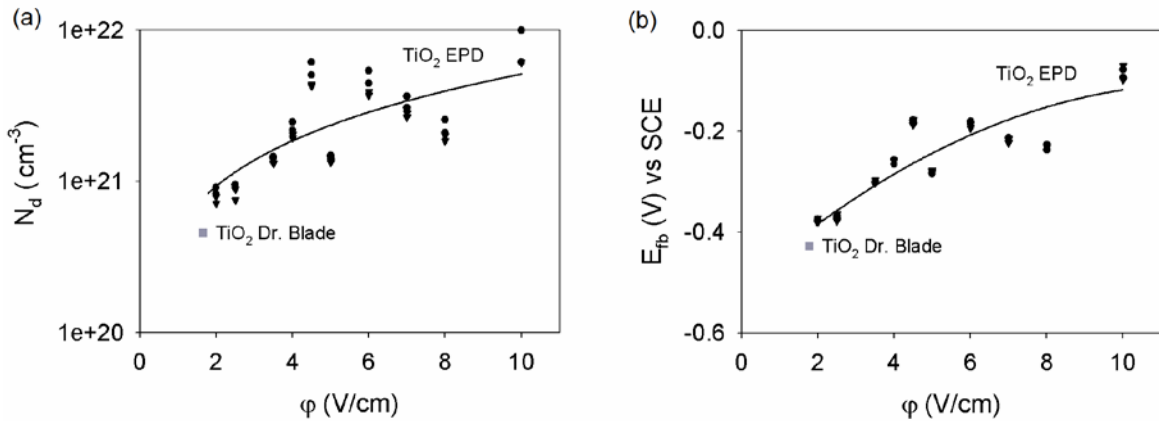 (a)
1e+22
1e+21
1e+20
N_d ( cm⁻³)
TiO₂ EPD
TiO₂ Dr. Blade
0 2 4 6 8 10
φ (V/cm)
(b)
0.0
-0.2
-0.4
-0.6
E_fb (V) vs SCE
TiO₂ EPD
TiO₂ Dr. Blade
0 2 4 6 8 10
φ (V/cm)